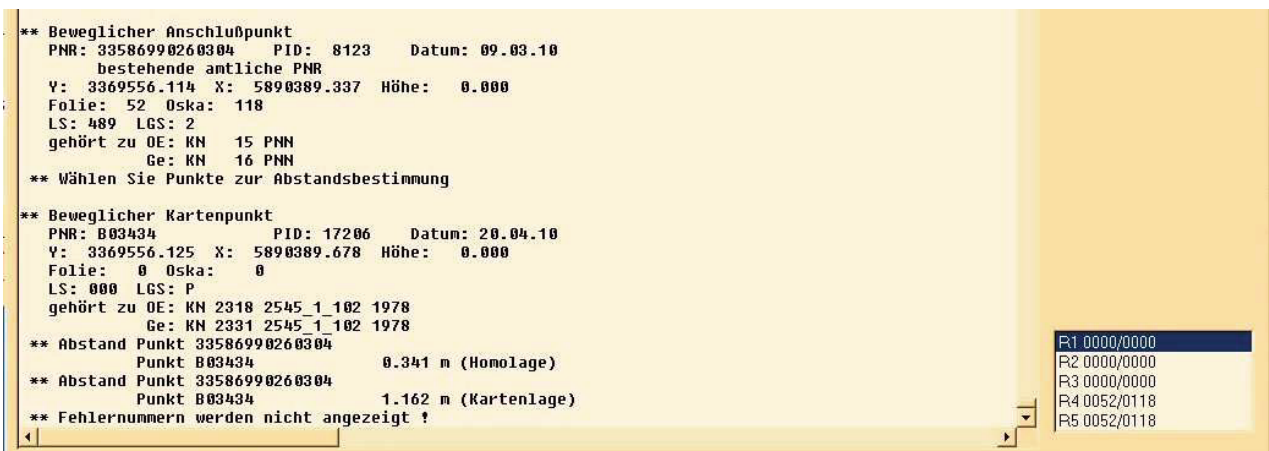 ** Beweglicher Anschlußpunkt
PNR: 33586990260304 PID: 8123 Datum: 09.03.10
bestehende amtliche PNR
Y: 3369556.114 X: 5890389.337 Höhe: 0.000
Folie: 52 Oska: 118
LS: 489 LGS: 2
gehört zu OE: KN 15 PNN
Ge: KN 16 PNN
** Wählen Sie Punkte zur Abstandsbestimmung
** Beweglicher Kartenpunkt
PNR: B03434 PID: 17206 Datum: 20.04.10
Y: 3369556.125 X: 5890389.678 Höhe: 0.000
Folie: 0 Oska: 0
LS: 000 LGS: P
gehört zu OE: KN 2318 2545_1_102 1978
Ge: KN 2331 2545_1_102 1978
** Abstand Punkt 33586990260304
Punkt B03434 0.341 m (Homolage)
** Abstand Punkt 33586990260304
Punkt B03434 1.162 m (Kartenlage)
** Fehlernummern werden nicht angezeigt !
R1 0000/0000
R2 0000/0000
R3 0000/0000
R4 0052/0118
R5 0052/0118